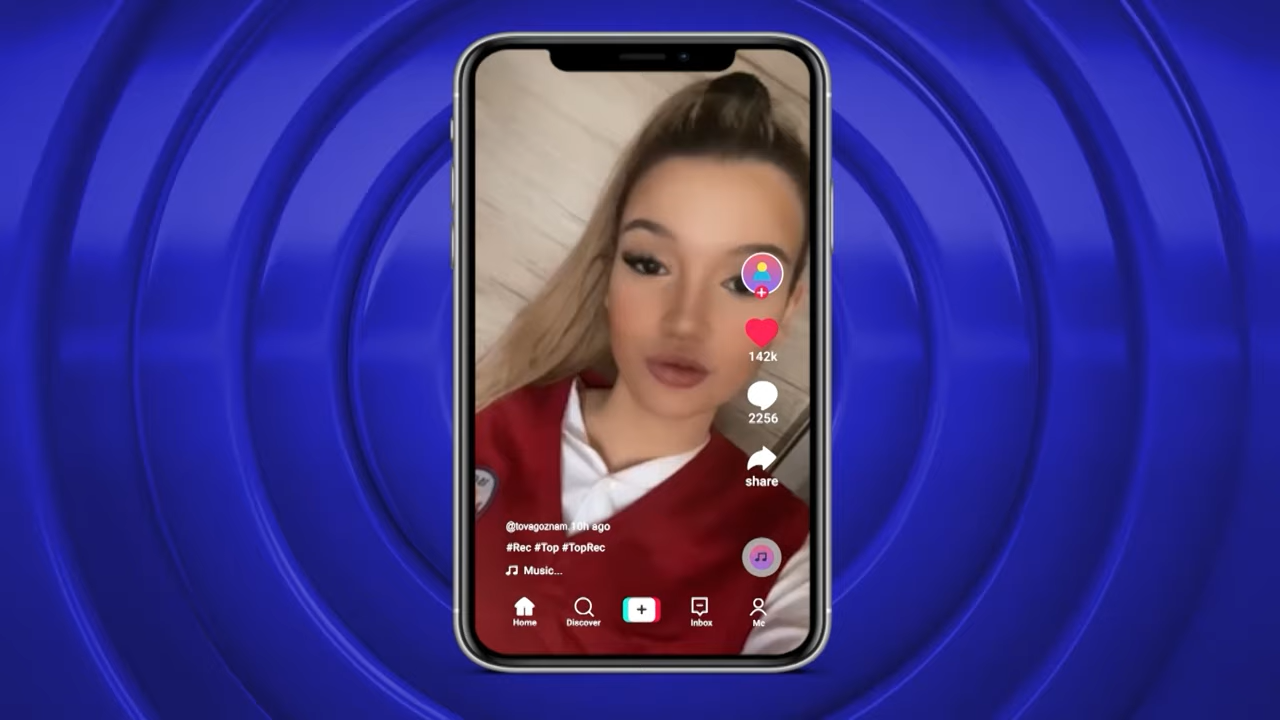 142k
2256
share
@tovagoznam 10h ago
#Rec #Top #TopRec
Music...
Home Discover Inbox Me